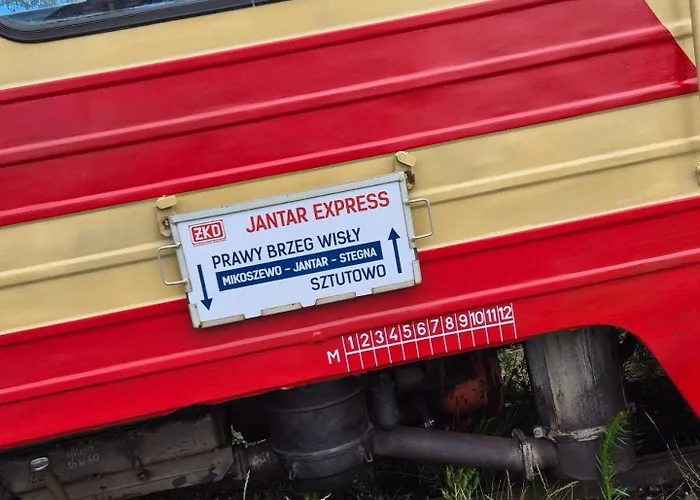 ŻKD
JANTAR EXPRESS
PRAWY BRZEG WISŁY
MIKOSZEWO – JANTAR – STEGNA
SZTUTOWO
M 1 2 3 4 5 6 7 8 9 10 11 12